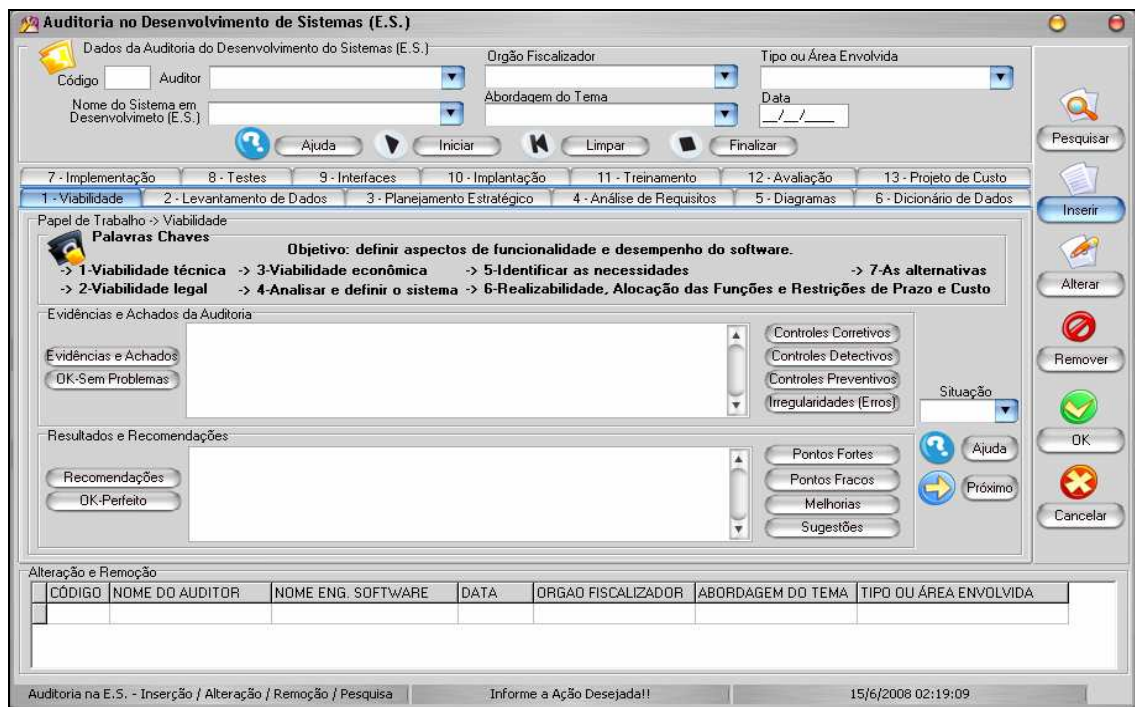 Auditoria no Desenvolvimento de Sistemas (E.S.)
Dados da Auditoria do Desenvolvimento do Sistemas (E.S.)
Código
Auditor
Orgão Fiscalizador
Tipo ou Área Envolvida
Nome do Sistema em
Desenvolvimeto (E.S.)
Abordagem do Tema
Data
__/__/____
Ajuda
Iniciar
Limpar
Finalizar
7 - Implementação
8 - Testes
9 - Interfaces
10 - Implantação
11 - Treinamento
12 - Avaliação
13 - Projeto de Custo
1 - Viabilidade
2 - Levantamento de Dados
3 - Planejamento Estratégico
4 - Análise de Requisitos
5 - Diagramas
6 - Dicionário de Dados
Papel de Trabalho -> Viabilidade
Palavras Chaves
Objetivo: definir aspectos de funcionalidade e desempenho do software.
-> 1-Viabilidade técnica -> 3-Viabilidade econômica -> 5-Identificar as necessidades -> 7-As alternativas
-> 2-Viabilidade legal -> 4-Analisar e definir o sistema -> 6-Realizabilidade, Alocação das Funções e Restrições de Prazo e Custo
Evidências e Achados da Auditoria
Evidências e Achados
OK-Sem Problemas
Controles Corretivos
Controles Detectivos
Controles Preventivos
Irregularidades (Erros)
Situação
Resultados e Recomendações
Recomendações
OK-Perfeito
Pontos Fortes
Pontos Fracos
Melhorias
Sugestões
Ajuda
Próximo
Pesquisar
Inserir
Alterar
Remover
OK
Cancelar
Alteração e Remoção
CÓDIGO NOME DO AUDITOR NOME ENG. SOFTWARE DATA ORGAO FISCALIZADOR ABORDAGEM DO TEMA TIPO OU ÁREA ENVOLVIDA
Auditoria na E.S. - Inserção / Alteração / Remoção / Pesquisa
Informe a Ação Desejada!!
15/6/2008 02:19:09